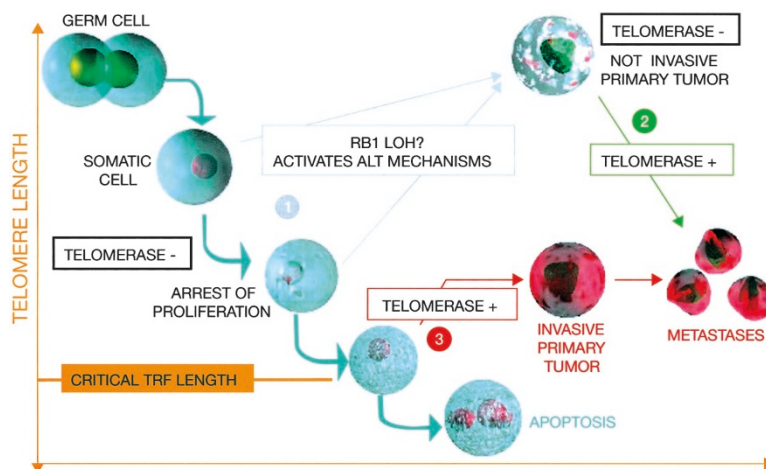 GERM CELL
TELOMERASE -
NOT INVASIVE
PRIMARY TUMOR
2
RB1 LOH?
ACTIVATES ALT MECHANISMS
SOMATIC
CELL
TELOMERASE +
1
TELOMERASE -
ARREST OF
PROLIFERATION
TELOMERASE +
3
INVASIVE
PRIMARY
TUMOR
METASTASES
CRITICAL TRF LENGTH
APOPTOSIS
TELOMERE LENGTH